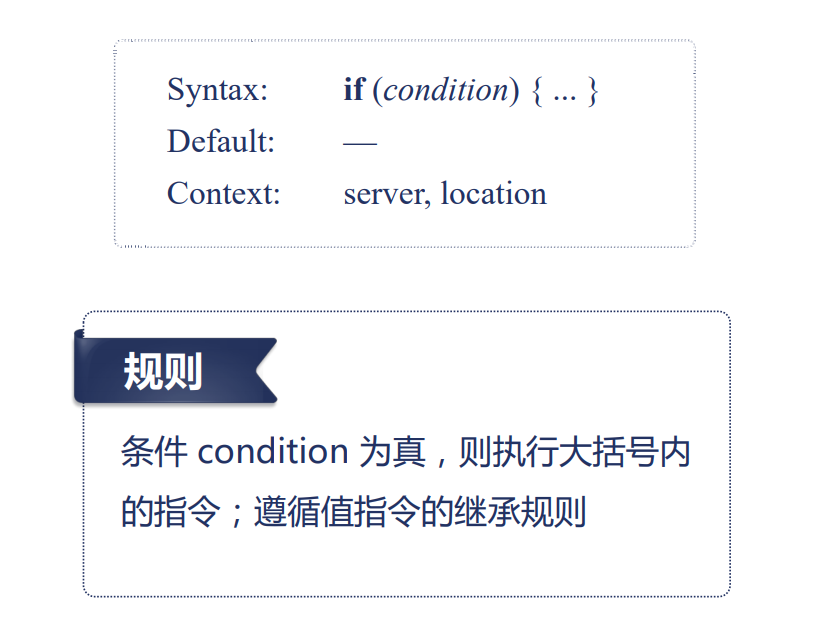 Syntax: if (condition) { ... }
Default: —
Context: server, location
规则
条件 condition 为真，则执行大括号内
的指令；遵循值指令的继承规则